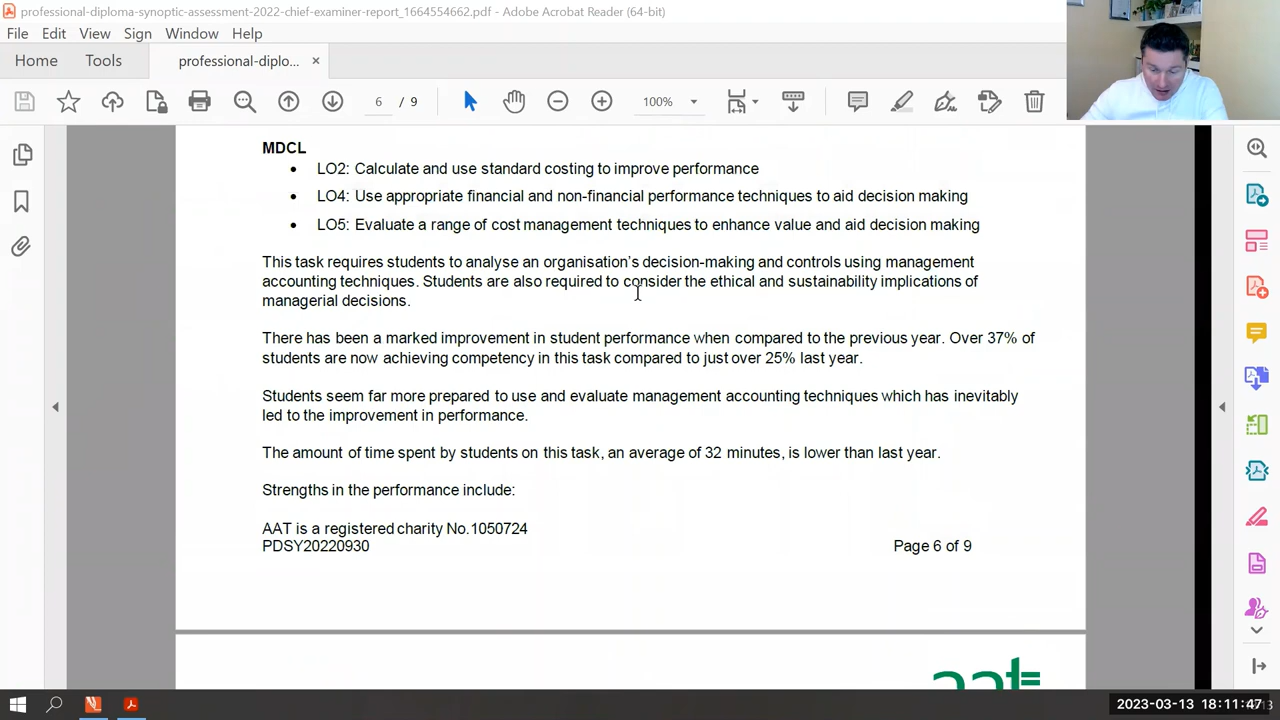 professional-diploma-synoptic-assessment-2022-chief-examiner-report_1664554662.pdf - Adobe Acrobat Reader (64-bit)
File Edit View Sign Window Help
Home Tools professional-diplo... ×
6 / 9 100%
MDCL
• LO2: Calculate and use standard costing to improve performance
• LO4: Use appropriate financial and non-financial performance techniques to aid decision making
• LO5: Evaluate a range of cost management techniques to enhance value and aid decision making
This task requires students to analyse an organisation's decision-making and controls using management
accounting techniques. Students are also required to consider the ethical and sustainability implications of
managerial decisions.
There has been a marked improvement in student performance when compared to the previous year. Over 37% of
students are now achieving competency in this task compared to just over 25% last year.
Students seem far more prepared to use and evaluate management accounting techniques which has inevitably
led to the improvement in performance.
The amount of time spent by students on this task, an average of 32 minutes, is lower than last year.
Strengths in the performance include:
AAT is a registered charity No.1050724
PDSY20220930 Page 6 of 9
aat
2023-03-13 18:11:47